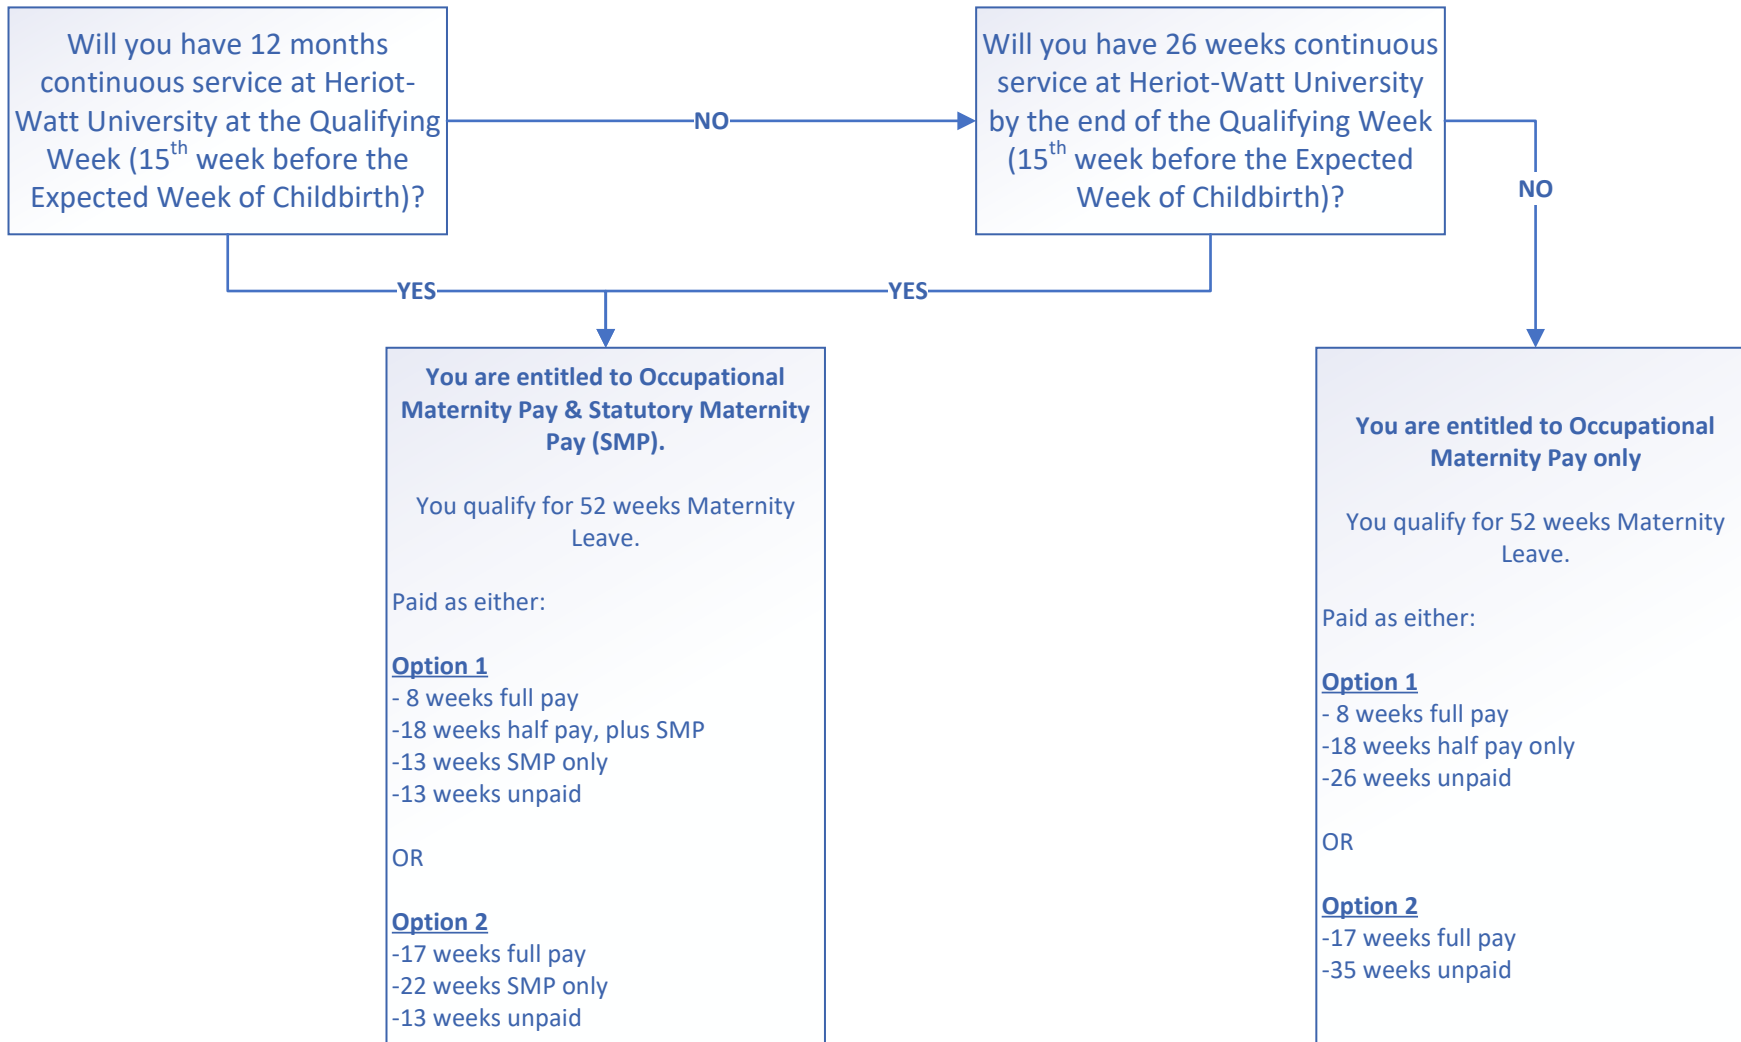 Will you have 12 months
continuous service at Heriot-
Watt University at the Qualifying
Week (15th week before the
Expected Week of Childbirth)?
NO
Will you have 26 weeks continuous
service at Heriot-Watt University
by the end of the Qualifying Week
(15th week before the Expected
Week of Childbirth)?
NO
YES
YES
You are entitled to Occupational
Maternity Pay & Statutory Maternity
Pay (SMP).
You qualify for 52 weeks Maternity
Leave.
Paid as either:
Option 1
- 8 weeks full pay
-18 weeks half pay, plus SMP
-13 weeks SMP only
-13 weeks unpaid
OR
Option 2
-17 weeks full pay
-22 weeks SMP only
-13 weeks unpaid
You are entitled to Occupational
Maternity Pay only
You qualify for 52 weeks Maternity
Leave.
Paid as either:
Option 1
- 8 weeks full pay
-18 weeks half pay only
-26 weeks unpaid
OR
Option 2
-17 weeks full pay
-35 weeks unpaid